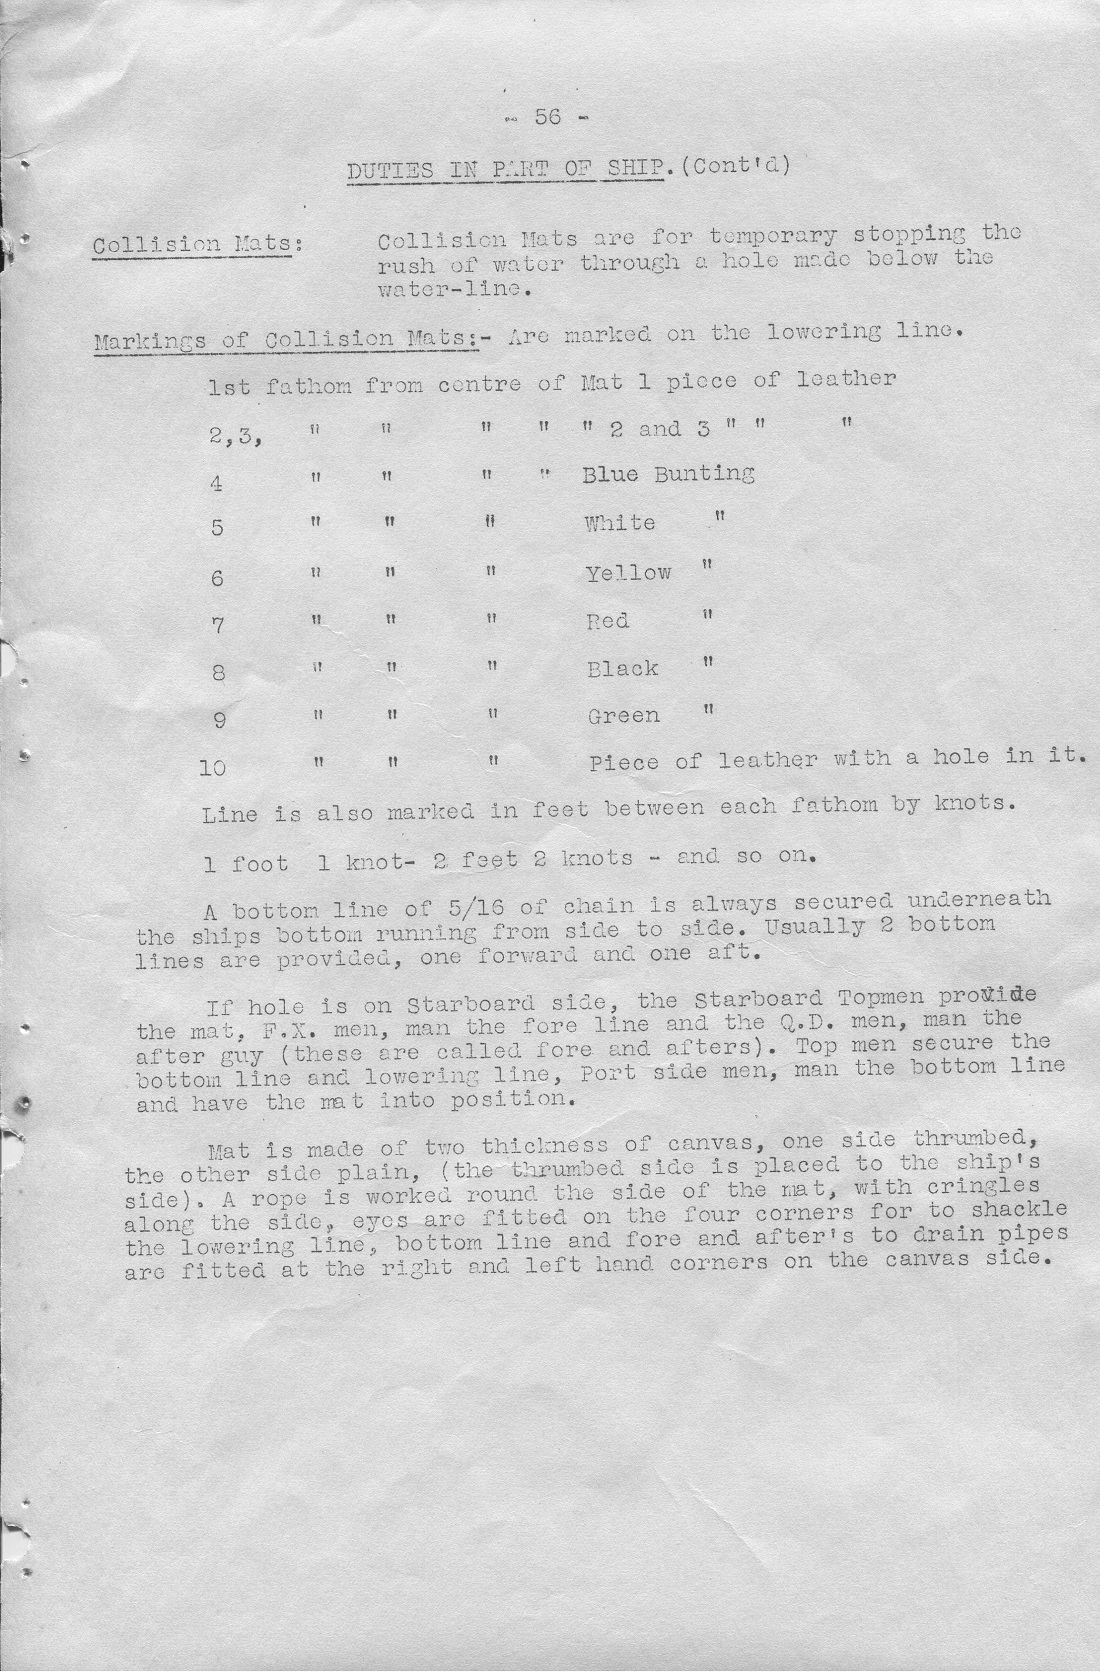 - 56 -
DUTIES IN PART OF SHIP. (Cont'd)
Collision Mats: Collision Mats are for temporary stopping the
rush of water through a hole made below the
water-line.
Markings of Collision Mats:- Are marked on the lowering line.
1st fathom from centre of Mat 1 piece of leather
2,3, " " " " " 2 and 3 " " "
4 " " " " Blue Bunting
5 " " " White "
6 " " " Yellow "
7 " " " Red "
8 " " " Black "
9 " " " Green "
10 " " " Piece of leather with a hole in it.
Line is also marked in feet between each fathom by knots.
1 foot 1 knot- 2 feet 2 knots - and so on.
A bottom line of 5/16 of chain is always secured underneath
the ships bottom running from side to side. Usually 2 bottom
lines are provided, one forward and one aft.
If hole is on Starboard side, the Starboard Topmen provide
the mat, F.X. men, man the fore line and the Q.D. men, man the
after guy (these are called fore and afters). Top men secure the
bottom line and lowering line, Port side men, man the bottom line
and have the mat into position.
Mat is made of two thickness of canvas, one side thrumbed,
the other side plain, (the thrumbed side is placed to the ship's
side). A rope is worked round the side of the mat, with cringles
along the side, eyes are fitted on the four corners for to shackle
the lowering line, bottom line and fore and after's to drain pipes
are fitted at the right and left hand corners on the canvas side.